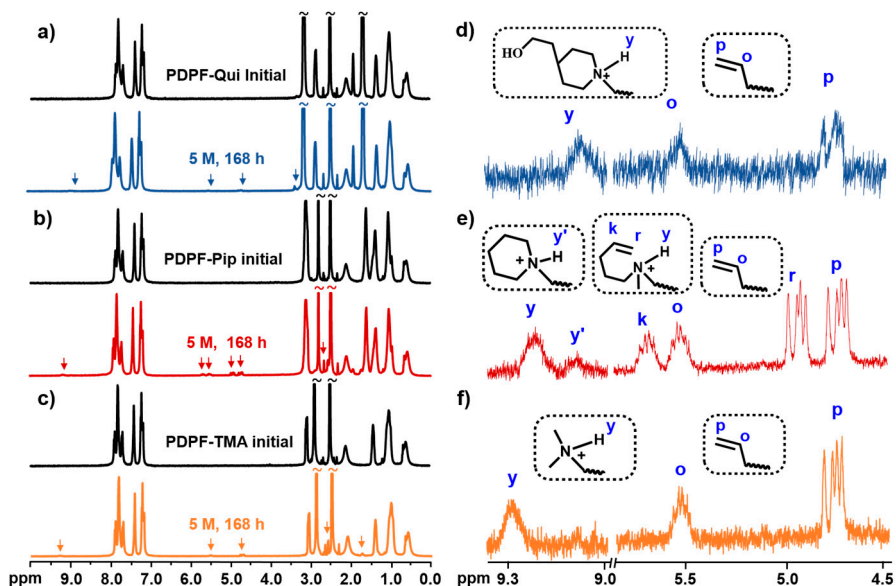 a)
~ ~ ~
PDPF-Qui Initial
~ ~ ~
5 M, 168 h
b)
PDPF-Pip initial
~ ~
~ ~
5 M, 168 h
c)
PDPF-TMA initial
~ ~
~ ~
5 M, 168 h
ppm 9.0 8.0 7.0 6.0 5.0 4.0 3.0 2.0 1.0 0.0
d)
HO
y
N
H
+
p
o
y
o
p
e)
y'
N
H
+
k
r
y
N
H
+
p
o
y
y'
k
o
r
p
f)
y
N
H
+
p
o
y
o
p
ppm 9.3 9.0 5.5 5.0 4.5